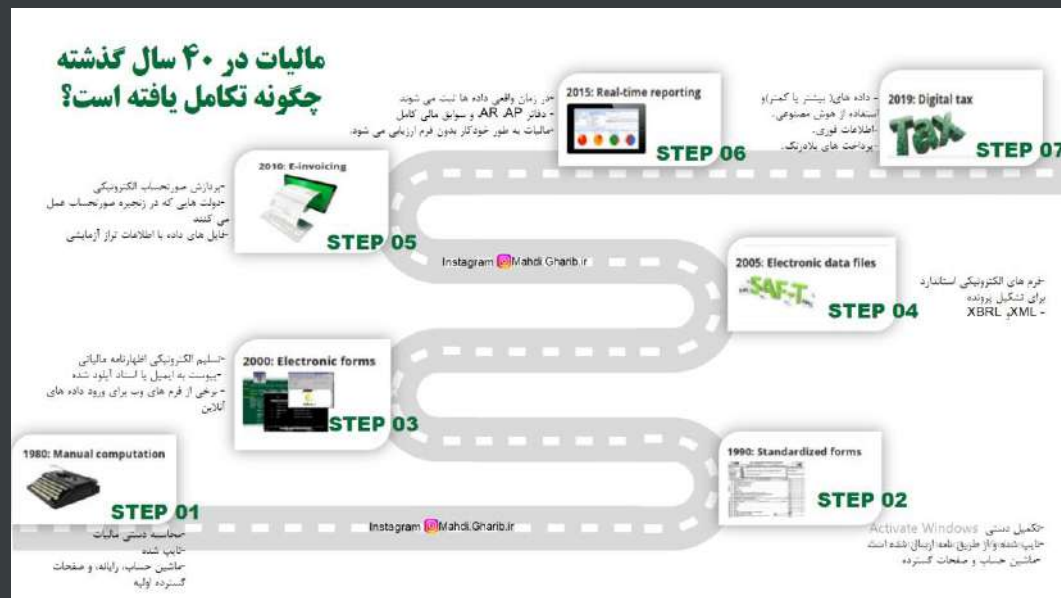 مالیات در ۴۰ سال گذشته
چگونه تکامل یافته است؟
1980: Manual computation
STEP 01
-محاسبه دستی مالیات
-تایپ شده
-ماشین حساب، رایانه، و صفحات
گسترده اولیه
1990: Standardized forms
STEP 02
-تکمیل دستی
-تایپ شده و از طریق نامه ارسال شده است
-ماشین حساب و صفحات گسترده
Activate Windows
Instagram Mahdi.Gharib.ir
2000: Electronic forms
STEP 03
-تسلیم الکترونیکی اظهارنامه مالیاتی
-پیوست به ایمیل یا اسناد آپلود شده
- برخی از فرم های وب برای ورود داده های
آنلاین
2005: Electronic data files
SAF-T
STEP 04
-فرم های الکترونیکی استاندارد
برای تشکیل پرونده
- XML و XBRL
Instagram Mahdi.Gharib.ir
2010: E-invoicing
STEP 05
-پردازش صورتحساب الکترونیکی
-دولت هایی که در زنجیره صورتحساب عمل
می کنند
-فایل های داده با اطلاعات تراز آزمایشی
2015: Real-time reporting
STEP 06
-در زمان واقعی داده ها ثبت می شوند
- دفاتر AR ,AP و سوابق مالی کامل
-مالیات به طور خودکار بدون فرم ارزیابی می شود.
2019: Digital tax
Tax
STEP 07
- داده های( بیشتر یا کمتر)و
استفاده از هوش مصنوعی.
-اطلاعات فوری.
-پرداخت های بلادرنگ.